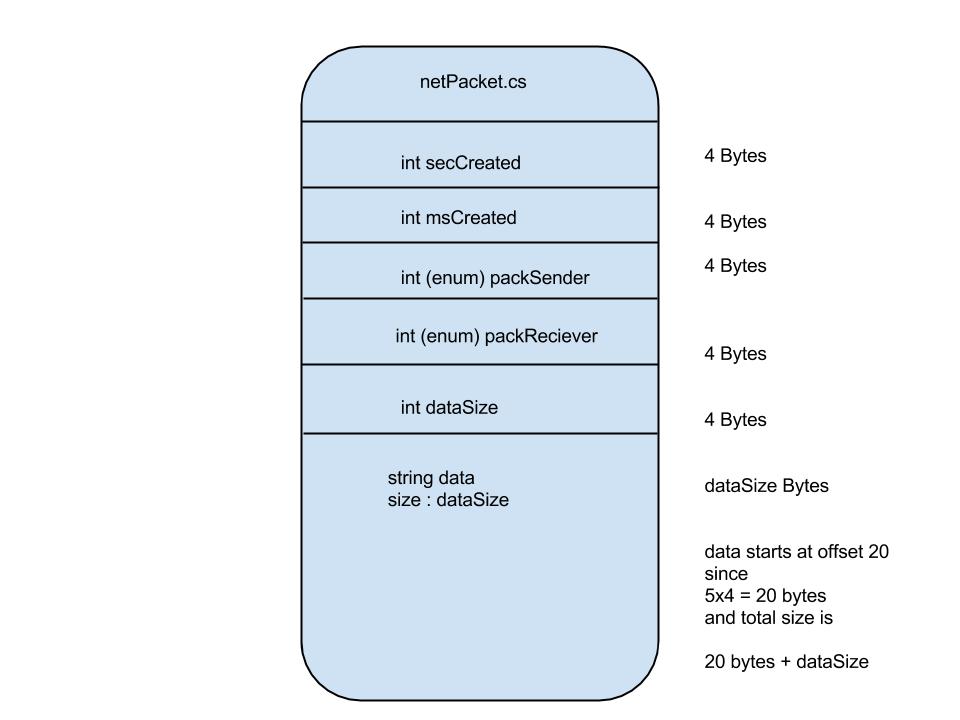 netPacket.cs
int secCreated
4 Bytes
int msCreated
4 Bytes
int (enum) packSender
4 Bytes
int (enum) packReciever
4 Bytes
int dataSize
4 Bytes
string data
size : dataSize
dataSize Bytes
data starts at offset 20
since
5x4 = 20 bytes
and total size is
20 bytes + dataSize